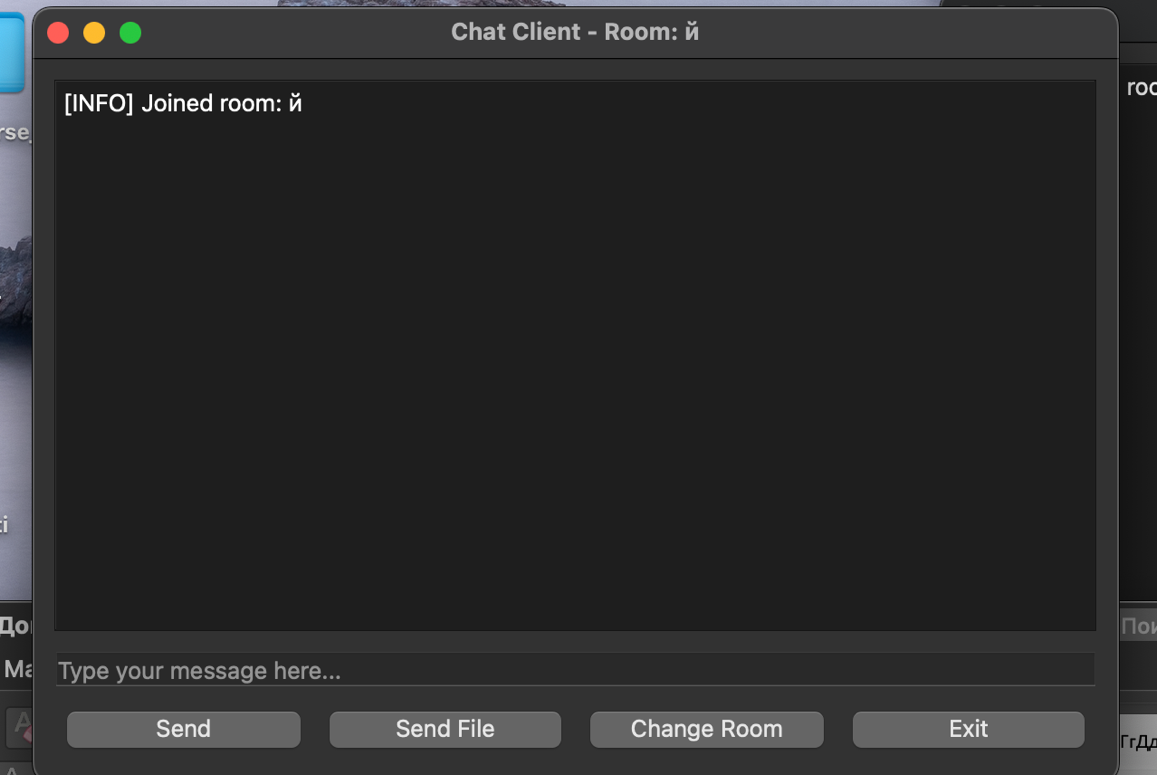 Chat Client - Room: й
[INFO] Joined room: й
Type your message here...
Send
Send File
Change Room
Exit